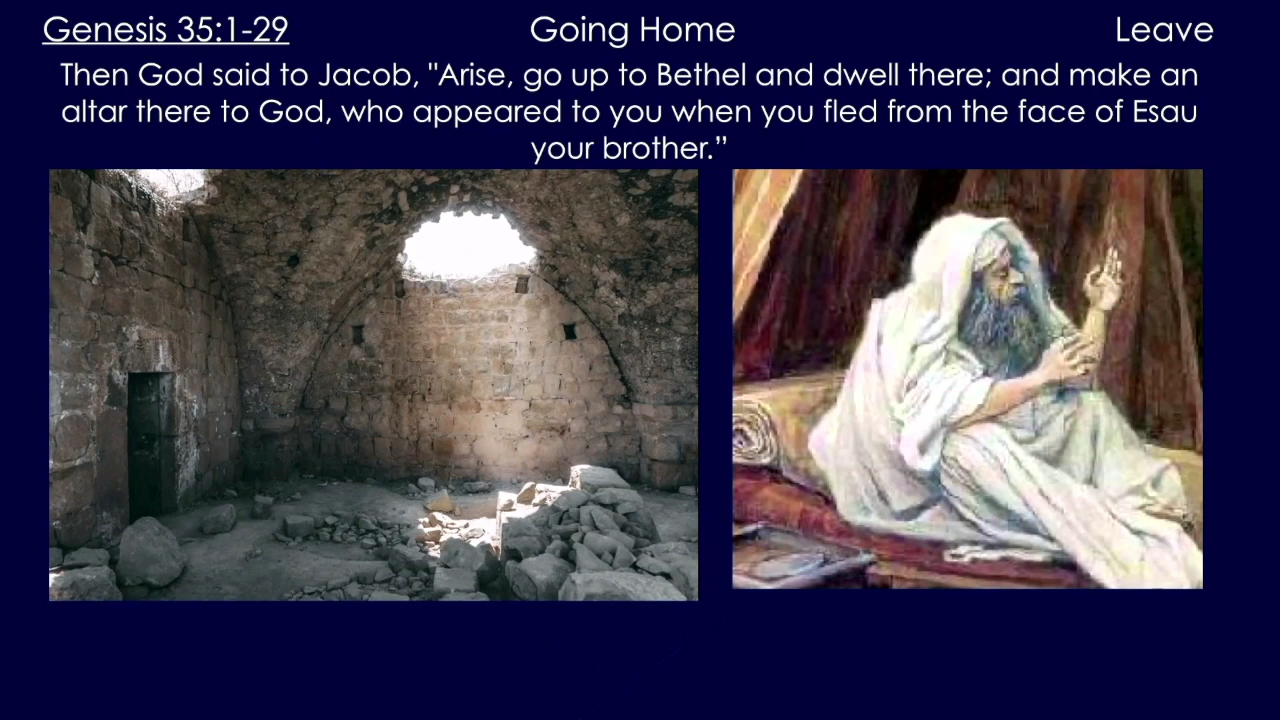 Genesis 35:1-29 Going Home Leave
Then God said to Jacob, "Arise, go up to Bethel and dwell there; and make an
altar there to God, who appeared to you when you fled from the face of Esau
your brother.”